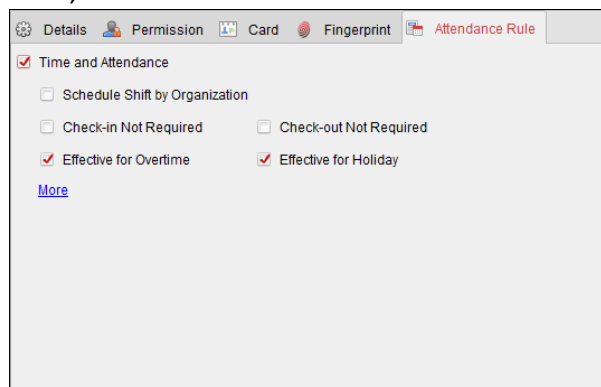 Details Permission Card Fingerprint Attendance Rule
Time and Attendance
Schedule Shift by Organization
Check-in Not Required Check-out Not Required
Effective for Overtime Effective for Holiday
More